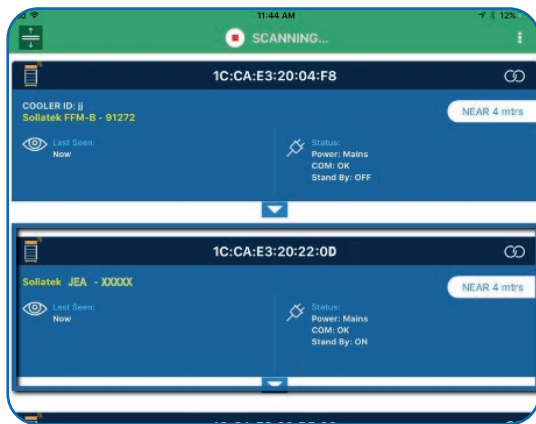 11:44 AM
12%
SCANNING...
1C:CA:E3:20:04:F8
COOLER ID: jj
Sollatek FFM-B - 91272
NEAR 4 mtrs
Last Seen:
Now
Status:
Power: Mains
COM: OK
Stand By: OFF
1C:CA:E3:20:22:0D
Sollatek JEA - XXXXX
NEAR 4 mtrs
Last Seen:
Now
Status:
Power: Mains
COM: OK
Stand By: ON